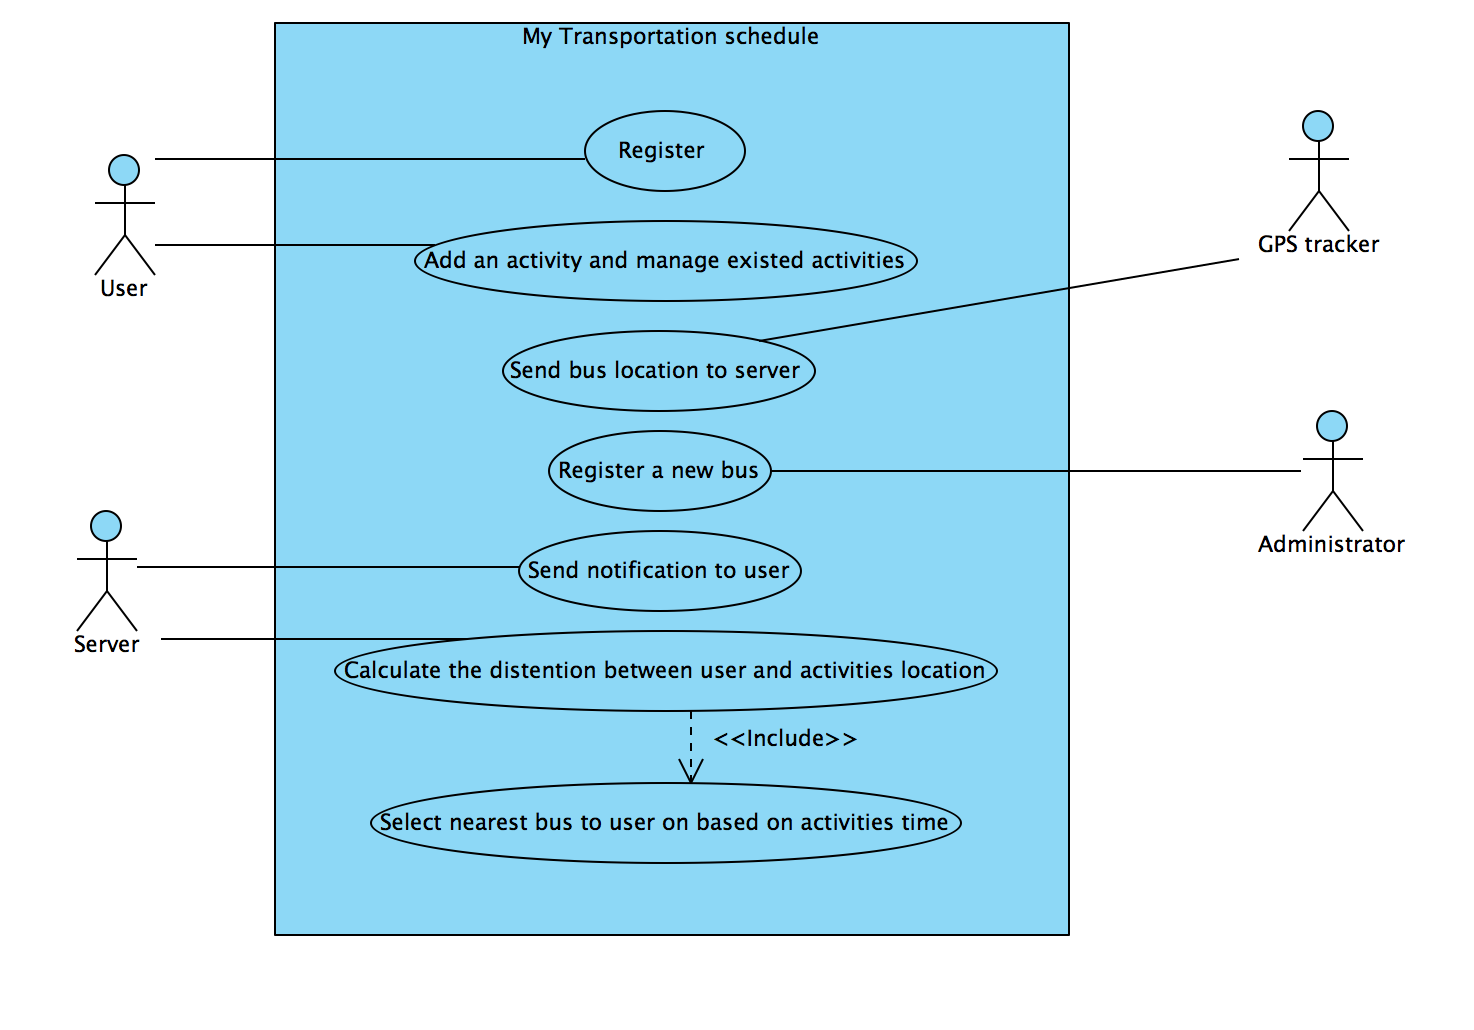 My Transportation schedule
Register
User
Add an activity and manage existed activities
GPS tracker
Send bus location to server
Register a new bus
Administrator
Send notification to user
Server
Calculate the distention between user and activities location
<<Include>>
Select nearest bus to user on based on activities time